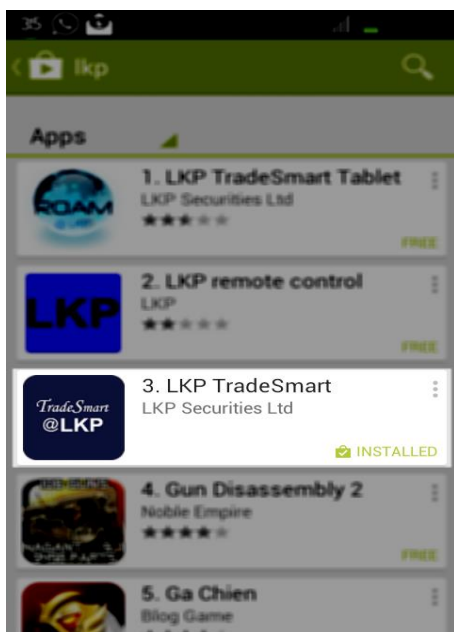 35
lkp
Apps
ROAM
1. LKP TradeSmart Tablet
LKP Securities Ltd
FREE
LKP
2. LKP remote control
LKP
FREE
TradeSmart
@LKP
3. LKP TradeSmart
LKP Securities Ltd
INSTALLED
4. Gun Disassembly 2
Noble Empire
FREE
5. Ga Chien
Blog Game